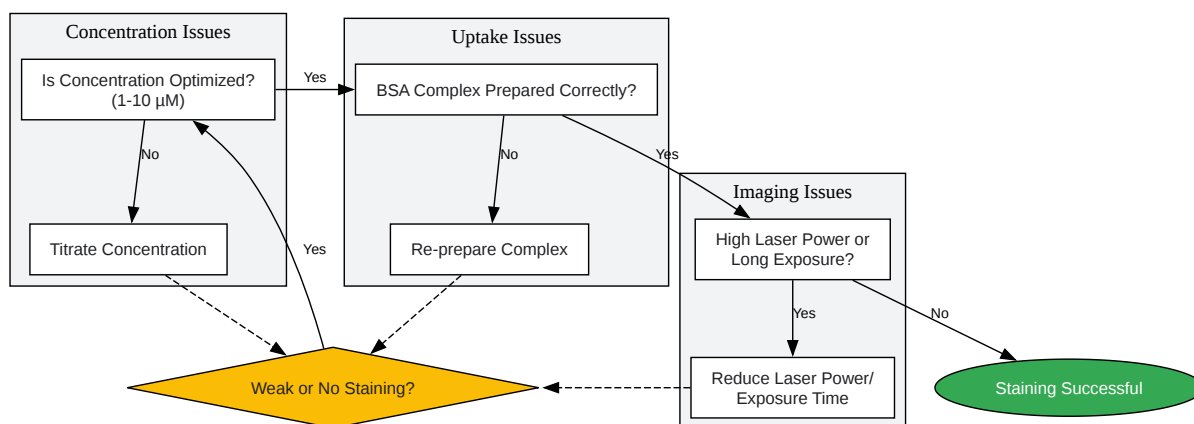 Concentration Issues
Is Concentration Optimized?
(1-10 µM)
Yes
No
Titrate Concentration
Yes
Uptake Issues
BSA Complex Prepared Correctly?
No
Yes
Re-prepare Complex
Imaging Issues
High Laser Power or
Long Exposure?
Yes
No
Reduce Laser Power/
Exposure Time
Weak or No Staining?
Staining Successful